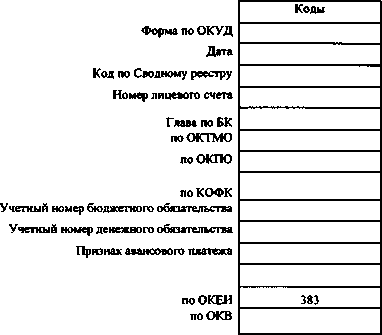 Коды
Форма по ОКУД
Дата
Код по Сводному реестру
Номер лицевого счета
Глава по БК
по ОКТМО
по ОКПО
по КОФК
Учетный номер бюджетного обязательства
Учетный номер денежного обязательства
Признак авансового платежа
по ОКЕИ 383
по ОКВ